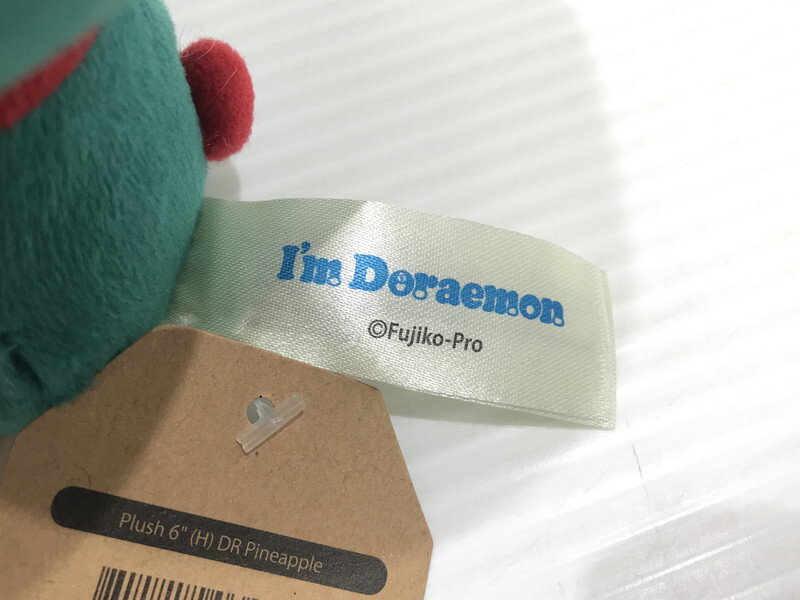 I'm Doraemon
©Fujiko-Pro
Plush 6" (H) DR Pineapple